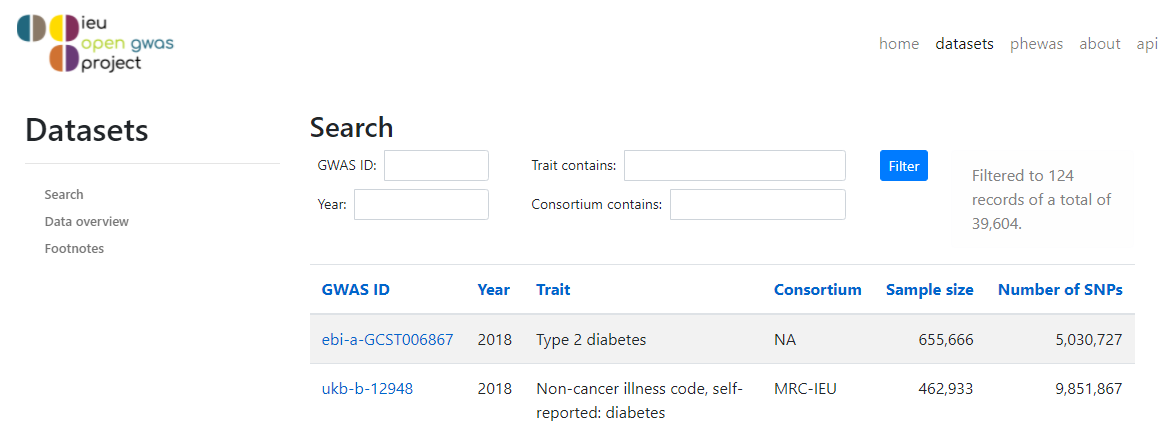 ieu
open gwas
project
home datasets phewas about api
Datasets
Search
Data overview
Footnotes
Search
GWAS ID:
Trait contains:
Filter
Year:
Consortium contains:
Filtered to 124
records of a total of
39,604.
GWAS ID Year Trait Consortium Sample size Number of SNPs
ebi-a-GCST006867 2018 Type 2 diabetes NA 655,666 5,030,727
ukb-b-12948 2018 Non-cancer illness code, self- MRC-IEU 462,933 9,851,867
reported: diabetes